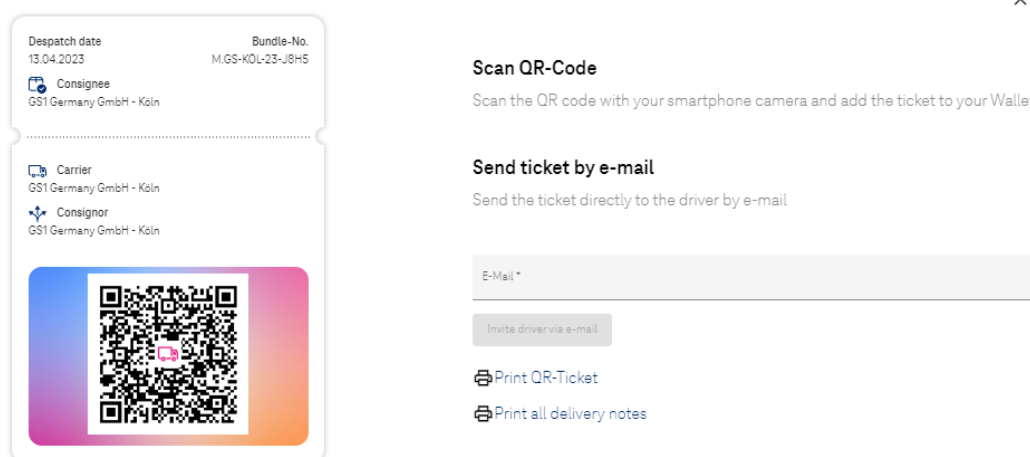 Despatch date
Bundle-No.
13.04.2023
M.GS-KÖL-23-J8H5
Consignee
GS1 Germany GmbH - Köln
Carrier
GS1 Germany GmbH - Köln
Consignor
GS1 Germany GmbH - Köln
Scan QR-Code
Scan the QR code with your smartphone camera and add the ticket to your Wallet
Send ticket by e-mail
Send the ticket directly to the driver by e-mail
E-Mail *
Invite driver via e-mail
Print QR-Ticket
Print all delivery notes